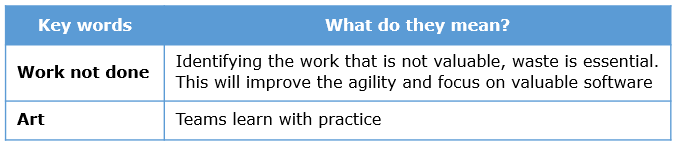 Key words What do they mean?
Work not done Identifying the work that is not valuable, waste is essential.
This will improve the agility and focus on valuable software
Art Teams learn with practice